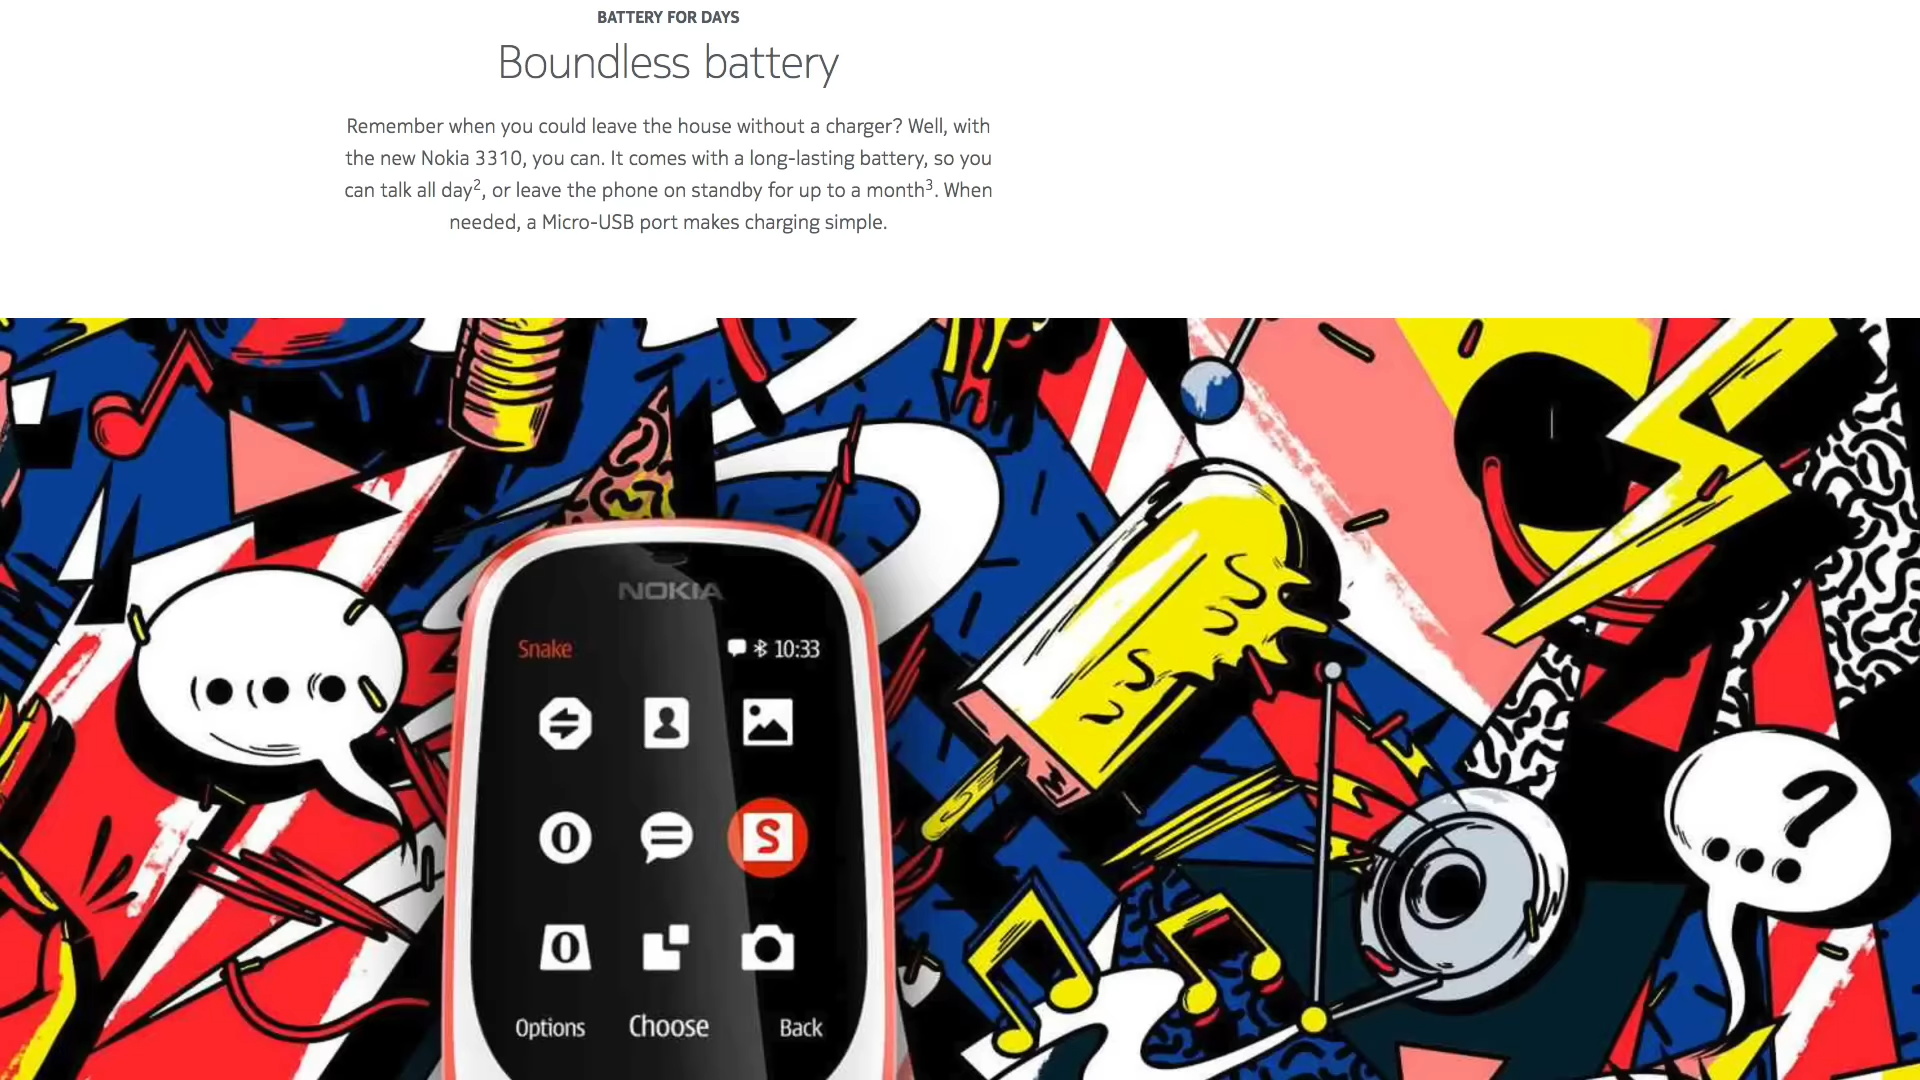 BATTERY FOR DAYS
Boundless battery
Remember when you could leave the house without a charger? Well, with
the new Nokia 3310, you can. It comes with a long-lasting battery, so you
can talk all day², or leave the phone on standby for up to a month³. When
needed, a Micro-USB port makes charging simple.
NOKIA
Snake 10:33
O
S
O
Options Choose Back
?